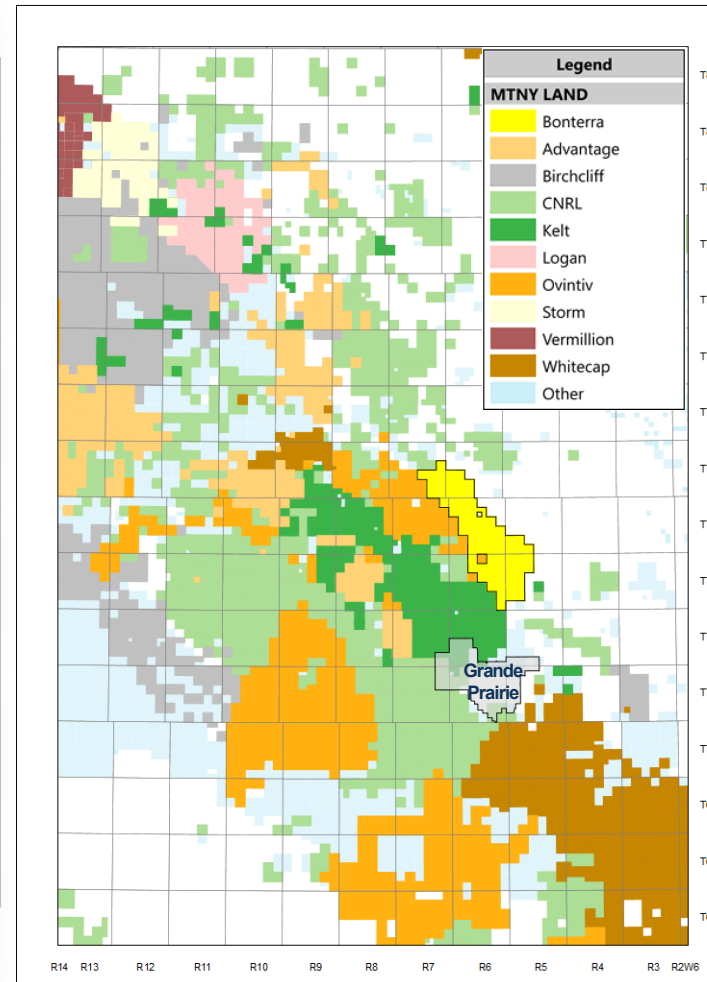 Legend
MTNY LAND
Bonterra
Advantage
Birchcliff
CNRL
Kelt
Logan
Ovintiv
Storm
Vermillion
Whitecap
Other
Grande
Prairie
R14 R13 R12 R11 R10 R9 R8 R7 R6 R5 R4 R3 R2W6